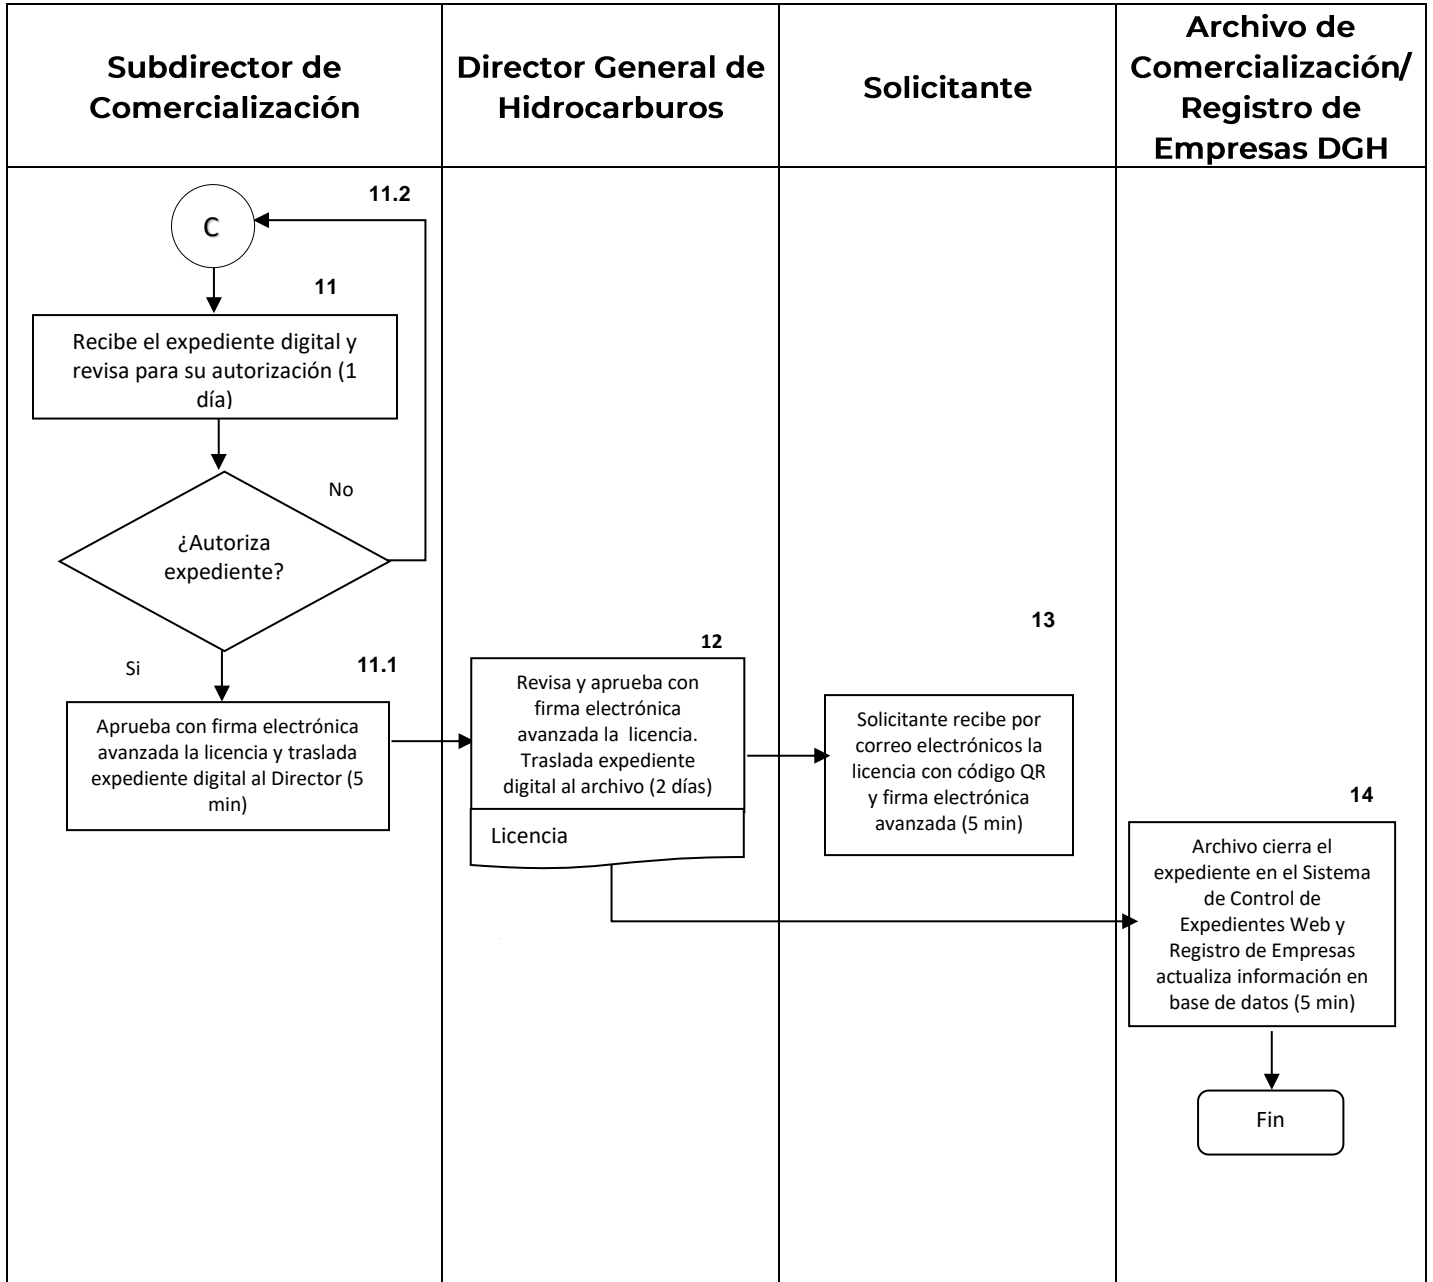 Subdirector de
Comercialización
Director General de
Hidrocarburos
Solicitante
Archivo de
Comercialización/
Registro de
Empresas DGH
11.2
C
11
Recibe el expediente digital y
revisa para su autorización (1
día)
No
¿Autoriza
expediente?
Si
11.1
Aprueba con firma electrónica
avanzada la licencia y traslada
expediente digital al Director (5
min)
12
Revisa y aprueba con
firma electrónica
avanzada la licencia.
Traslada expediente
digital al archivo (2 días)
Licencia
13
Solicitante recibe por
correo electrónicos la
licencia con código QR
y firma electrónica
avanzada (5 min)
14
Archivo cierra el
expediente en el Sistema
de Control de
Expedientes Web y
Registro de Empresas
actualiza información en
base de datos (5 min)
Fin